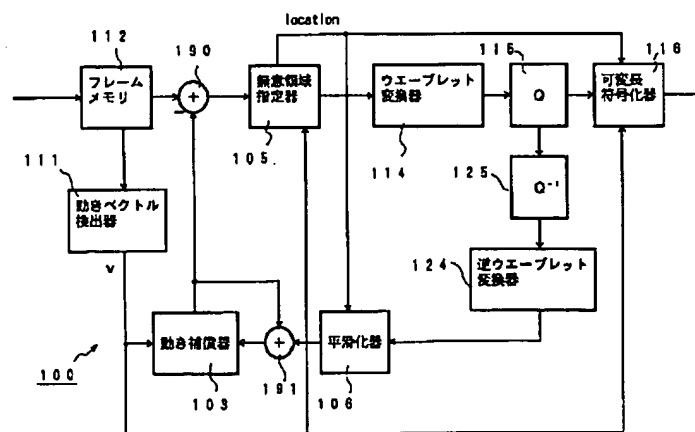 location
112
190
115
116
フレーム
メモリ
+
無意領域
指定器
ウエーブレット
変換器
Q
可変長
符号化器
105
114
111
125
Q⁻¹
動きベクトル
検出器
v
124
逆ウエーブレット
変換器
動き補償器
+
平滑化器
100
103
191
106